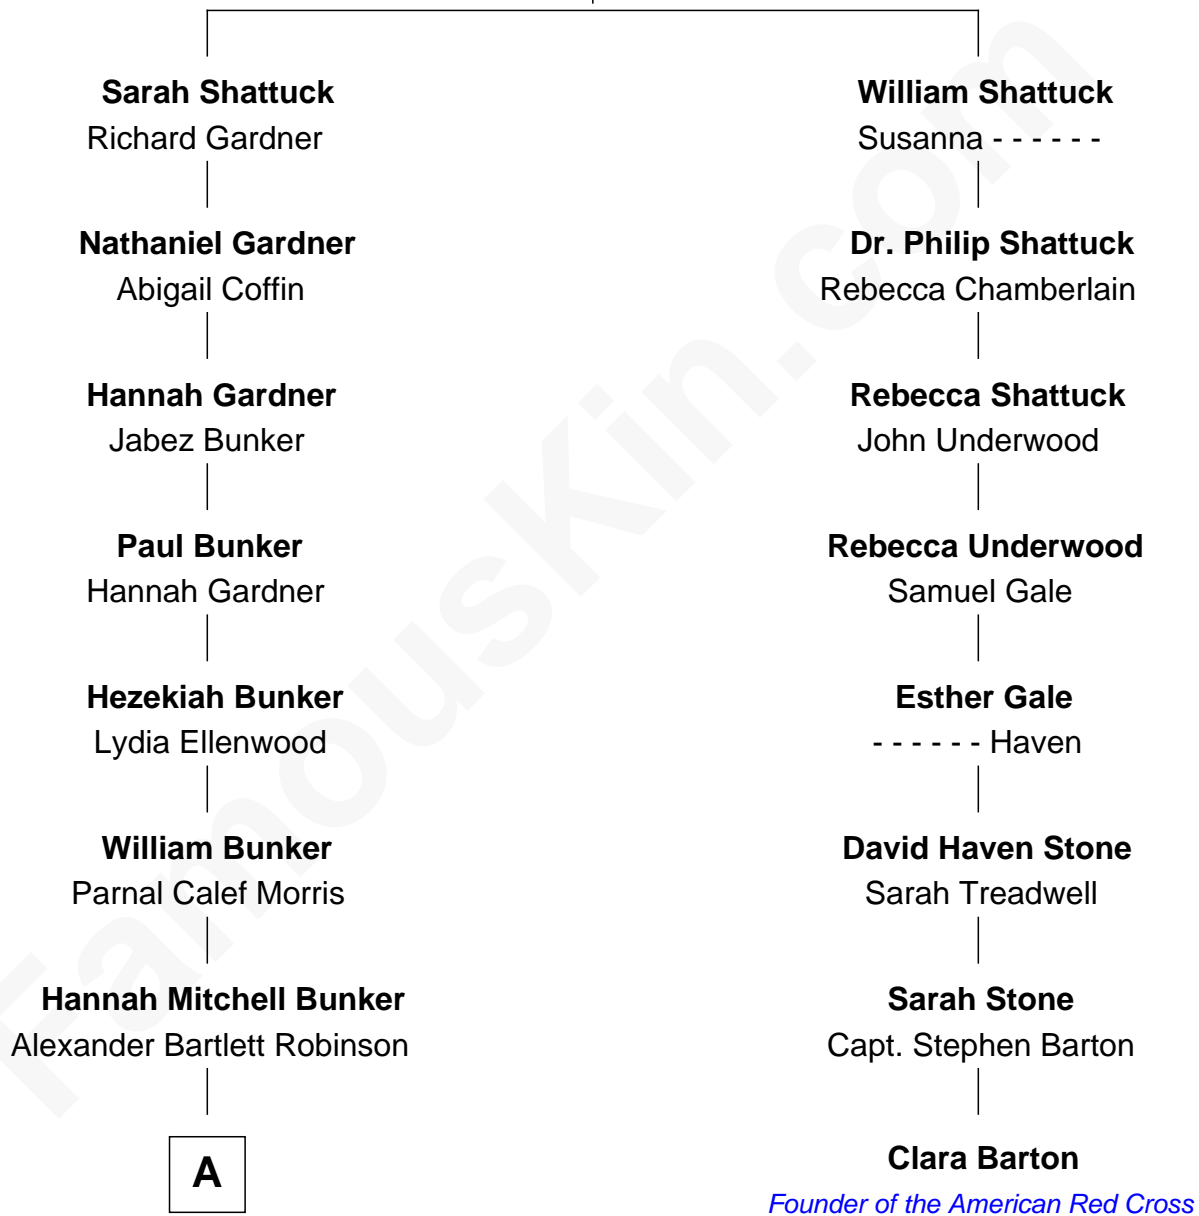 Sarah Shattuck
Richard Gardner
Nathaniel Gardner
Abigail Coffin
Hannah Gardner
Jabez Bunker
Paul Bunker
Hannah Gardner
Hezekiah Bunker
Lydia Ellenwood
William Bunker
Parnal Calef Morris
Hannah Mitchell Bunker
Alexander Bartlett Robinson
A
William Shattuck
Susanna - - - - - -
Dr. Philip Shattuck
Rebecca Chamberlain
Rebecca Shattuck
John Underwood
Rebecca Underwood
Samuel Gale
Esther Gale
- - - - - - Haven
David Haven Stone
Sarah Treadwell
Sarah Stone
Capt. Stephen Barton
Clara Barton
Founder of the American Red Cross
FamousKin.com